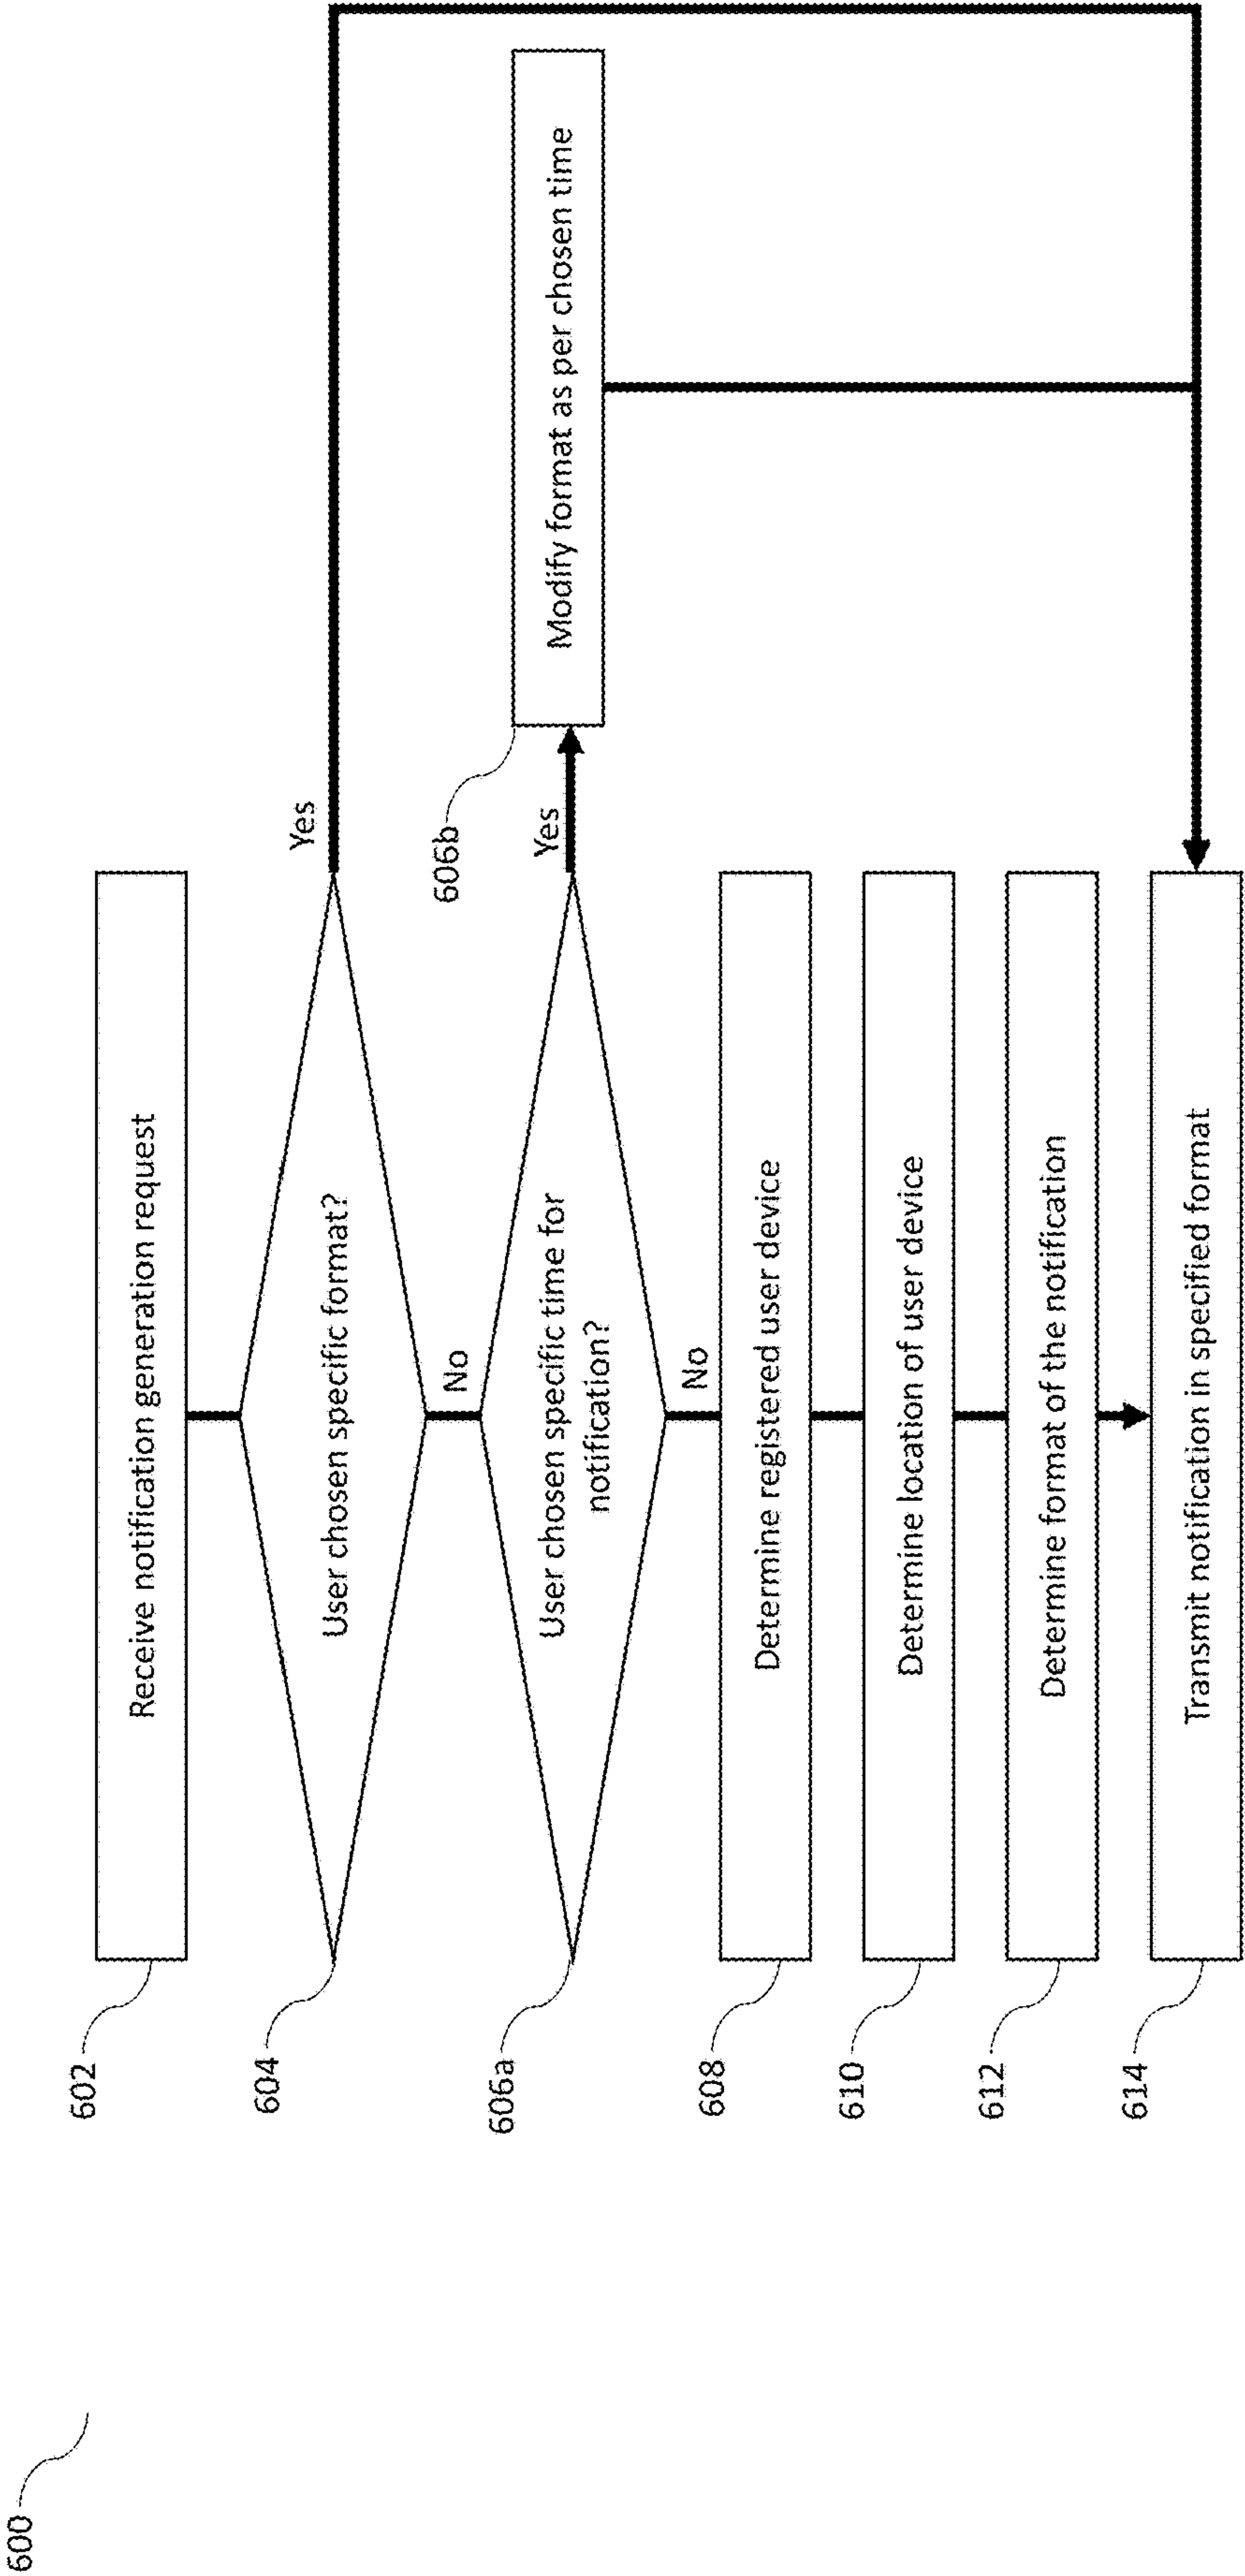 600
602
Receive notification generation request
604
User chosen specific format?
Yes
No
606a
User chosen specific time for
notification?
Yes
606b
Modify format as per chosen time
No
608
Determine registered user device
610
Determine location of user device
612
Determine format of the notification
614
Transmit notification in specified format